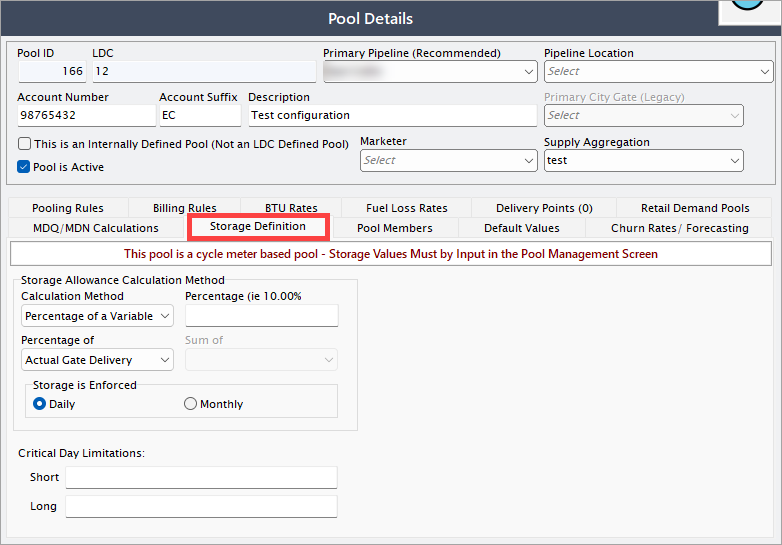 Pool Details
Pool ID LDC Primary Pipeline (Recommended) Pipeline Location
166 12 Select
Account Number Account Suffix Description Primary City Gate (Legacy)
98765432 EC Test configuration Select
This is an Internally Defined Pool (Not an LDC Defined Pool) Marketer Supply Aggregation
Pool is Active Select test
Pooling Rules Billing Rules BTU Rates Fuel Loss Rates Delivery Points (0) Retail Demand Pools
MDQ/MDN Calculations Storage Definition Pool Members Default Values Churn Rates/ Forecasting
This pool is a cycle meter based pool - Storage Values Must by Input in the Pool Management Screen
Storage Allowance Calculation Method
Calculation Method Percentage (ie 10.00%
Percentage of a Variable
Percentage of Sum of
Actual Gate Delivery
Storage is Enforced
Daily Monthly
Critical Day Limitations:
Short
Long